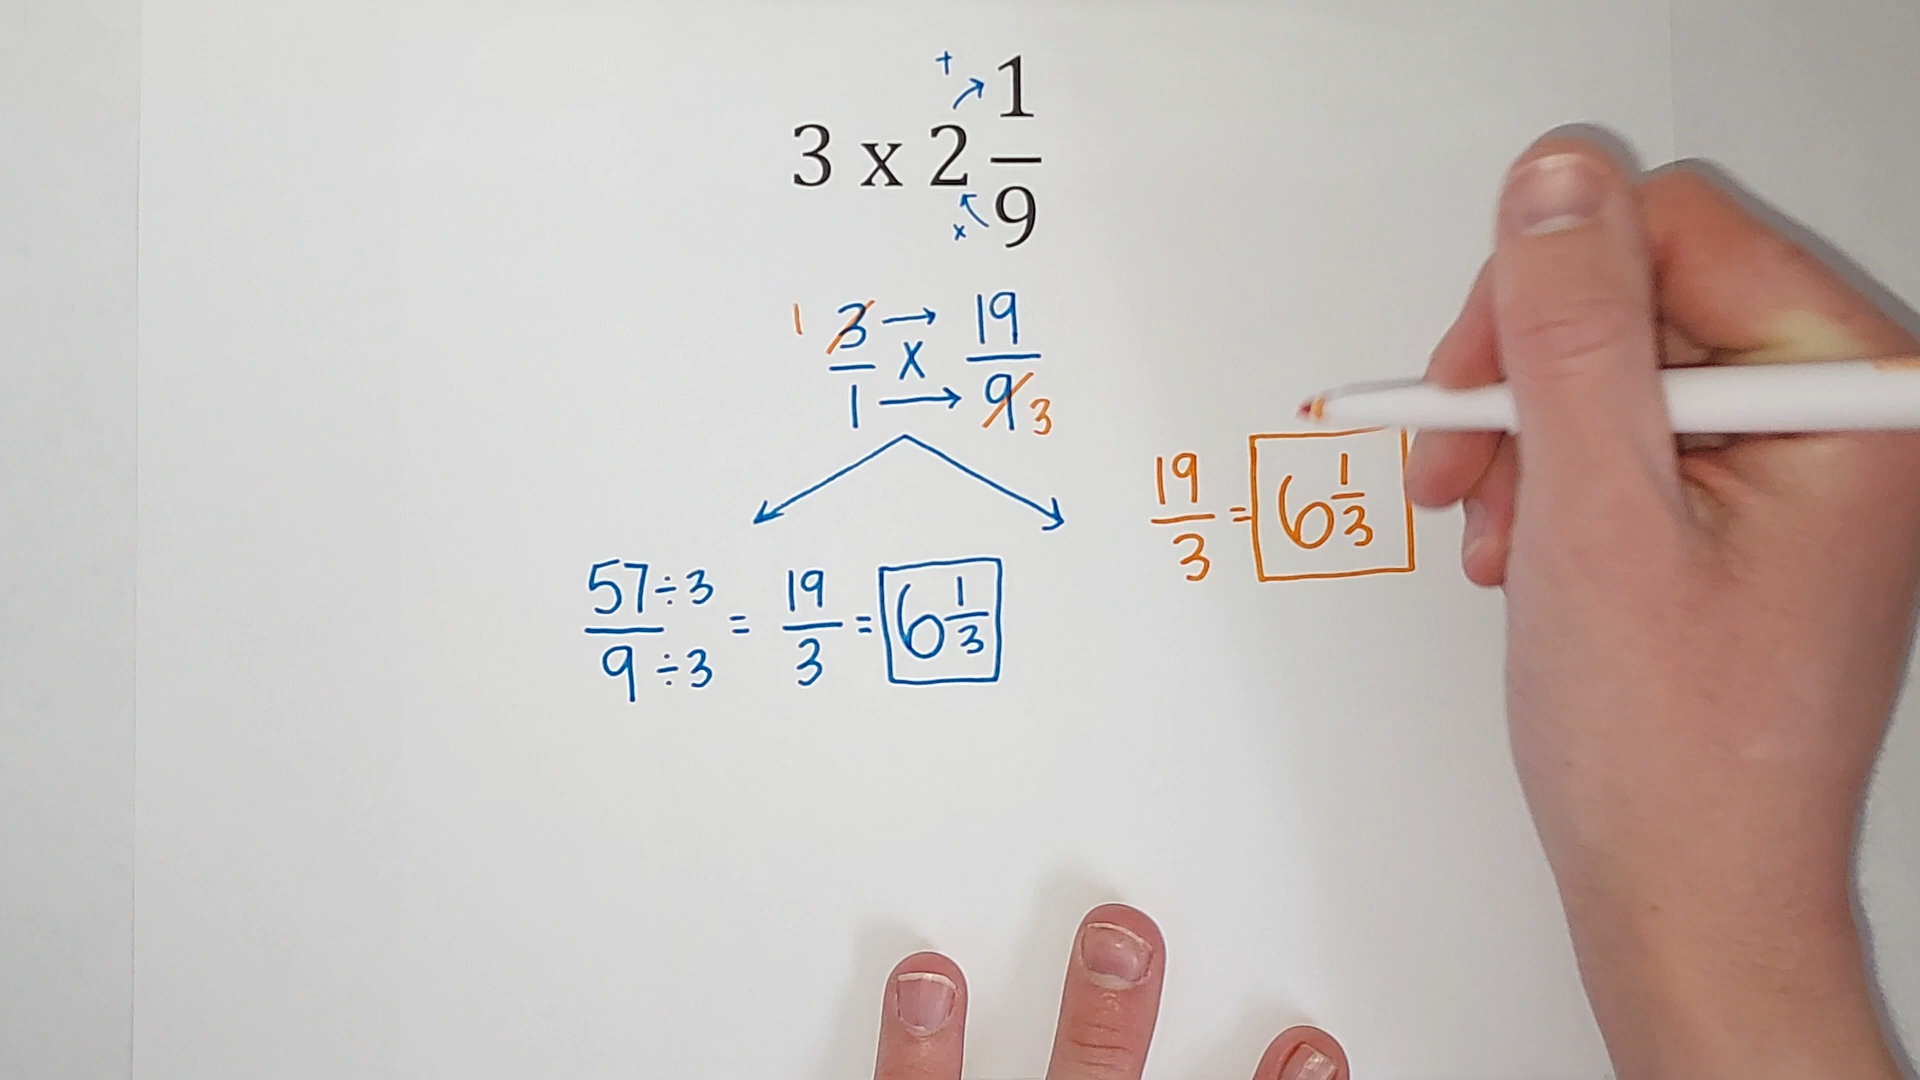 +
3 x 2 1/9
x
1 3/1 → x → 19/9 3
57÷3/9÷3 = 19/3 = 6 1/3
19/3 = 6 1/3